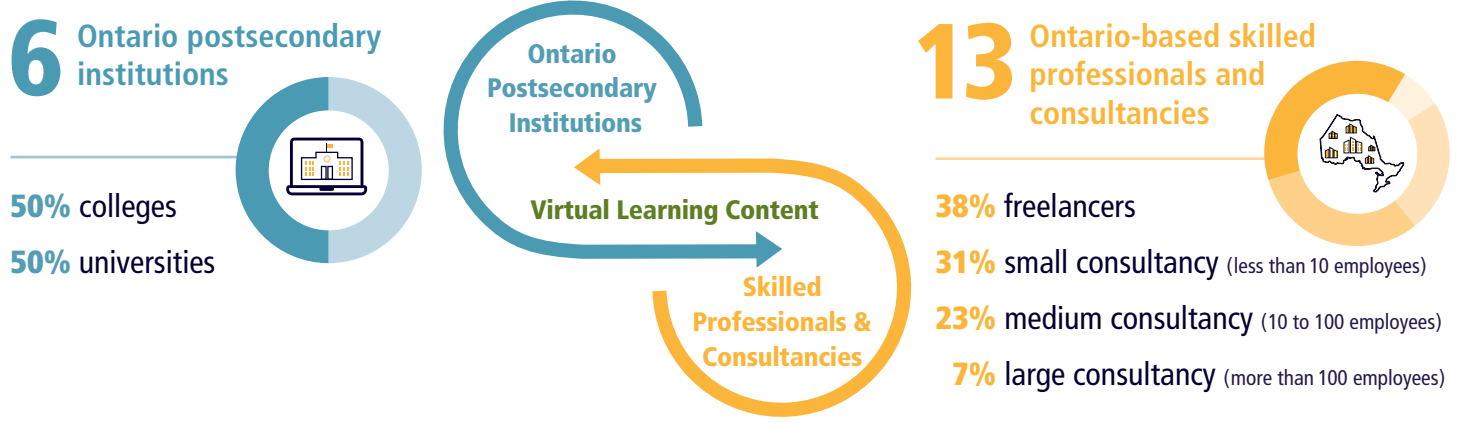 6 Ontario postsecondary
institutions
50% colleges
50% universities
Ontario
Postsecondary
Institutions
Virtual Learning Content
Skilled
Professionals &
Consultancies
13 Ontario-based skilled
professionals and
consultancies
38% freelancers
31% small consultancy (less than 10 employees)
23% medium consultancy (10 to 100 employees)
7% large consultancy (more than 100 employees)